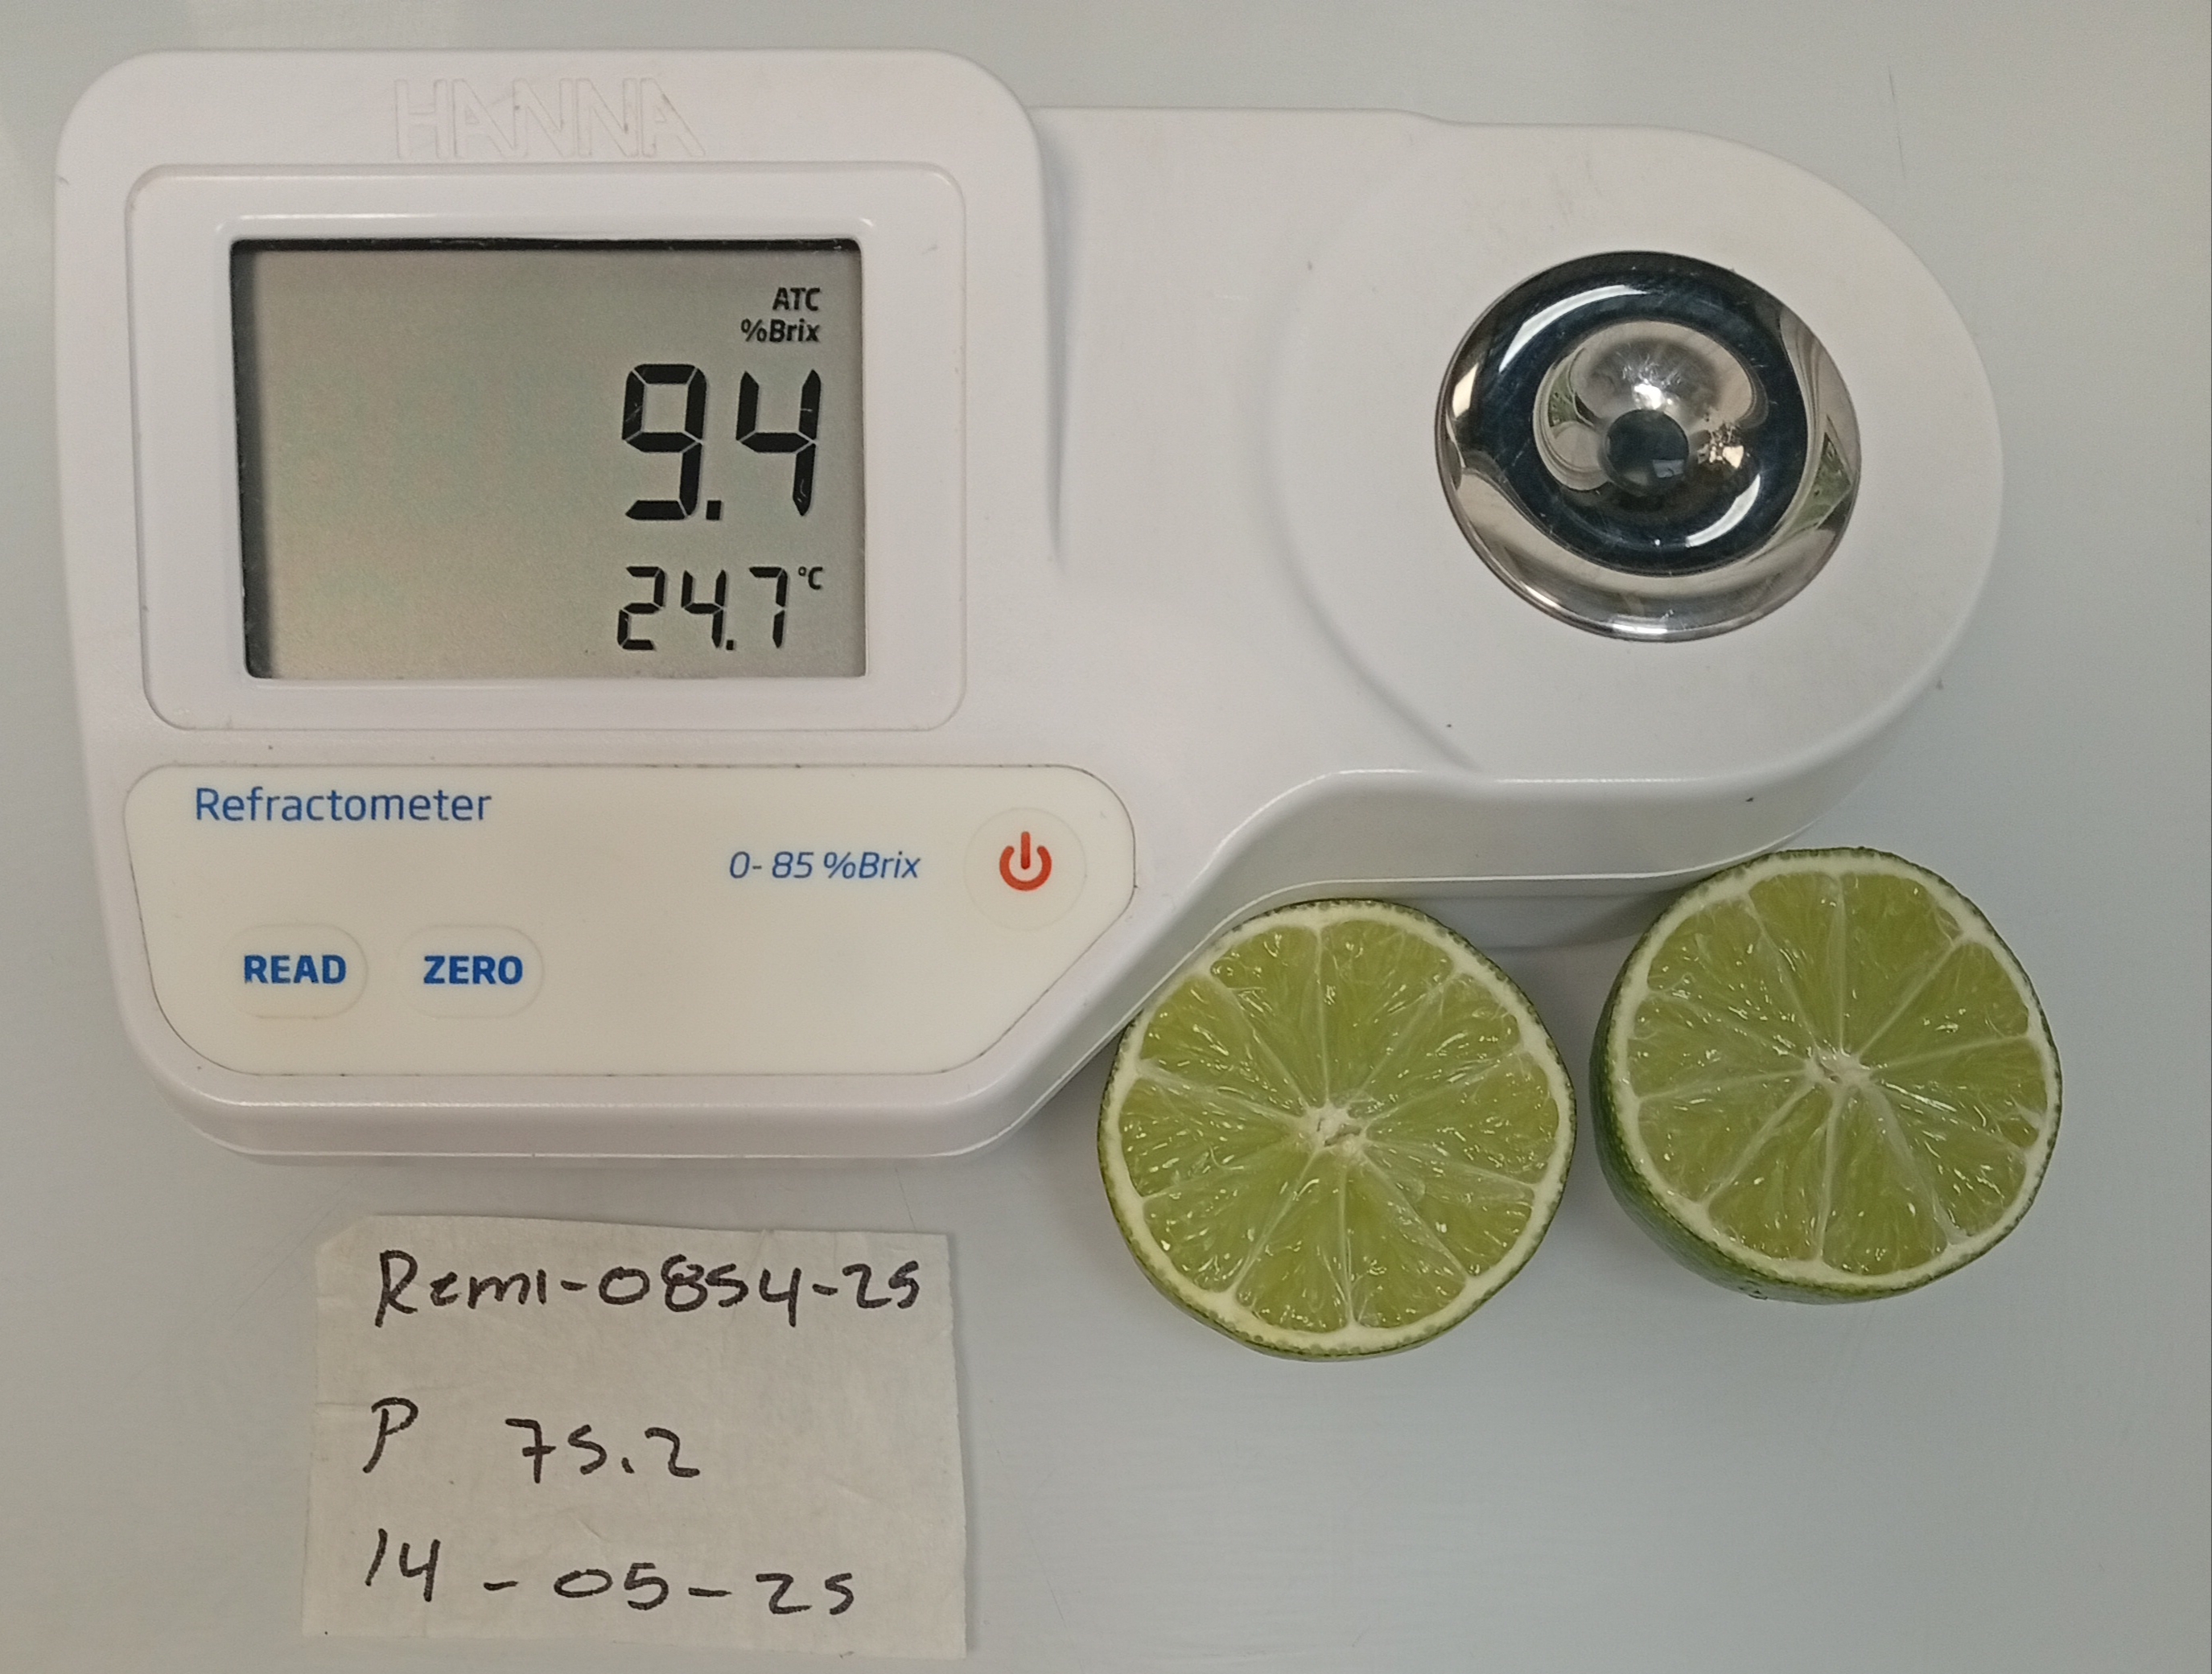 HANNA
ATC
%Brix
9.4
24.7 °C
Refractometer
0-85 %Brix
READ ZERO
Remi-0854-25
P 75.2
14-05-25